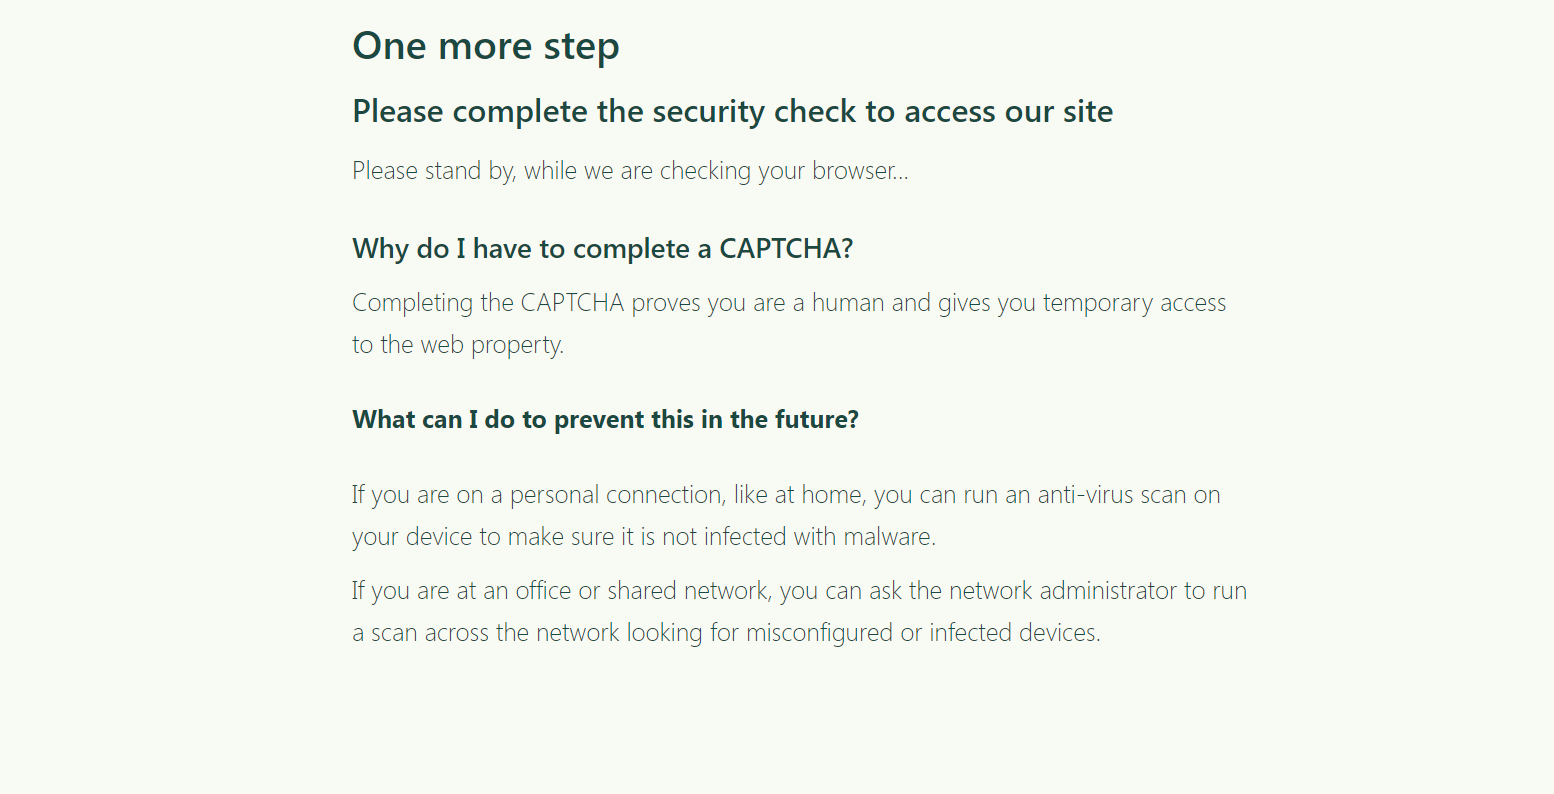 One more step
Please complete the security check to access our site
Please stand by, while we are checking your browser...
Why do I have to complete a CAPTCHA?
Completing the CAPTCHA proves you are a human and gives you temporary access
to the web property.
What can I do to prevent this in the future?
If you are on a personal connection, like at home, you can run an anti-virus scan on
your device to make sure it is not infected with malware.
If you are at an office or shared network, you can ask the network administrator to run
a scan across the network looking for misconfigured or infected devices.